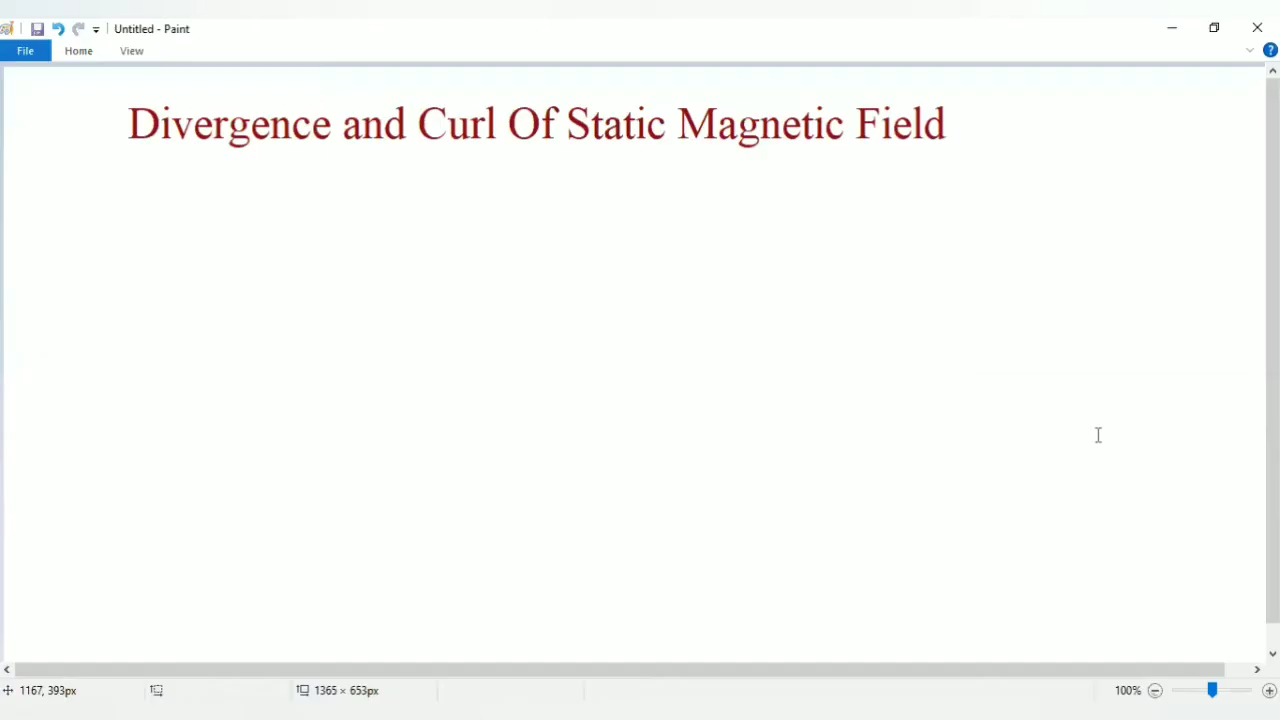 Untitled - Paint
File Home View
Divergence and Curl Of Static Magnetic Field
1167, 393px 1365 × 653px 100%